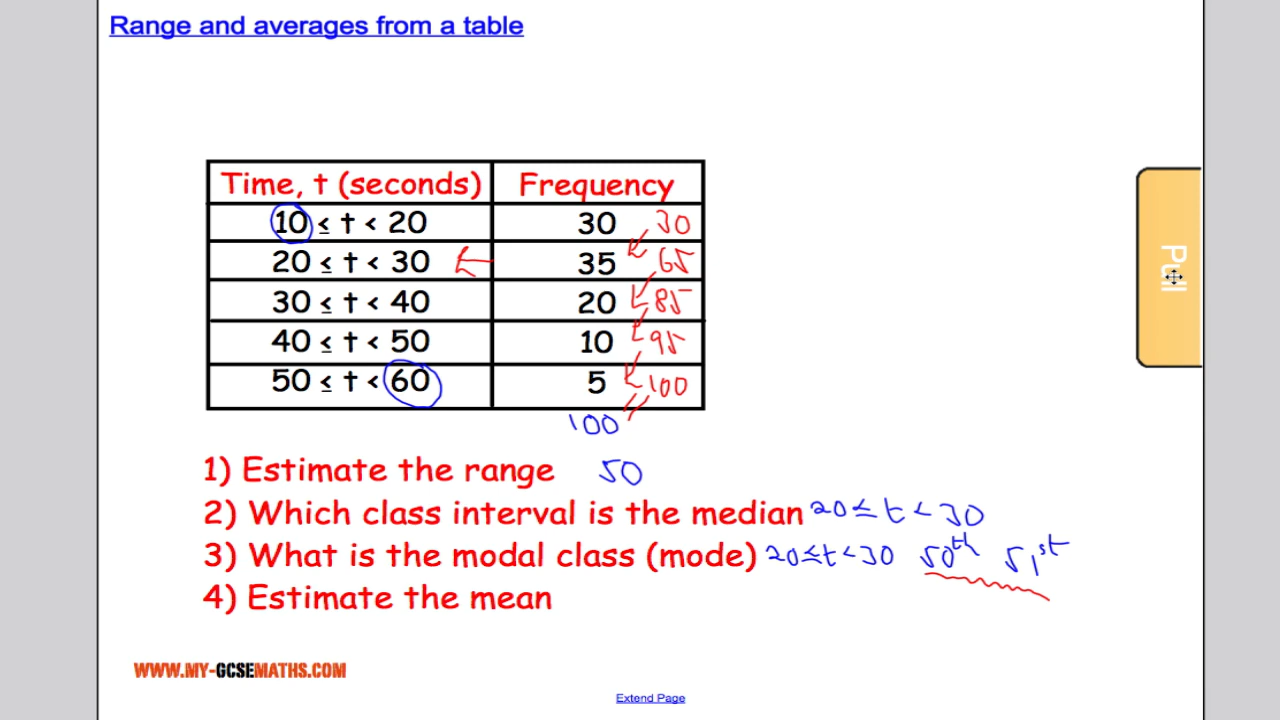 Range and averages from a table
Time, t (seconds) Frequency
10 ≤ t < 20 30 30
20 ≤ t < 30 35 65
30 ≤ t < 40 20 85
40 ≤ t < 50 10 95
50 ≤ t < 60 5 100
100
1) Estimate the range 50
2) Which class interval is the median 20 ≤ t < 30
3) What is the modal class (mode) 20 ≤ t < 30 50th 51st
4) Estimate the mean
WWW.MY-GCSEMATHS.COM
Extend Page
Pull